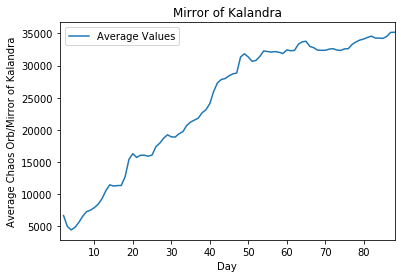 Mirror of Kalandra
Average Values
Average Chaos Orb/Mirror of Kalandra
35000
30000
25000
20000
15000
10000
5000
10 20 30 40 50 60 70 80
Day